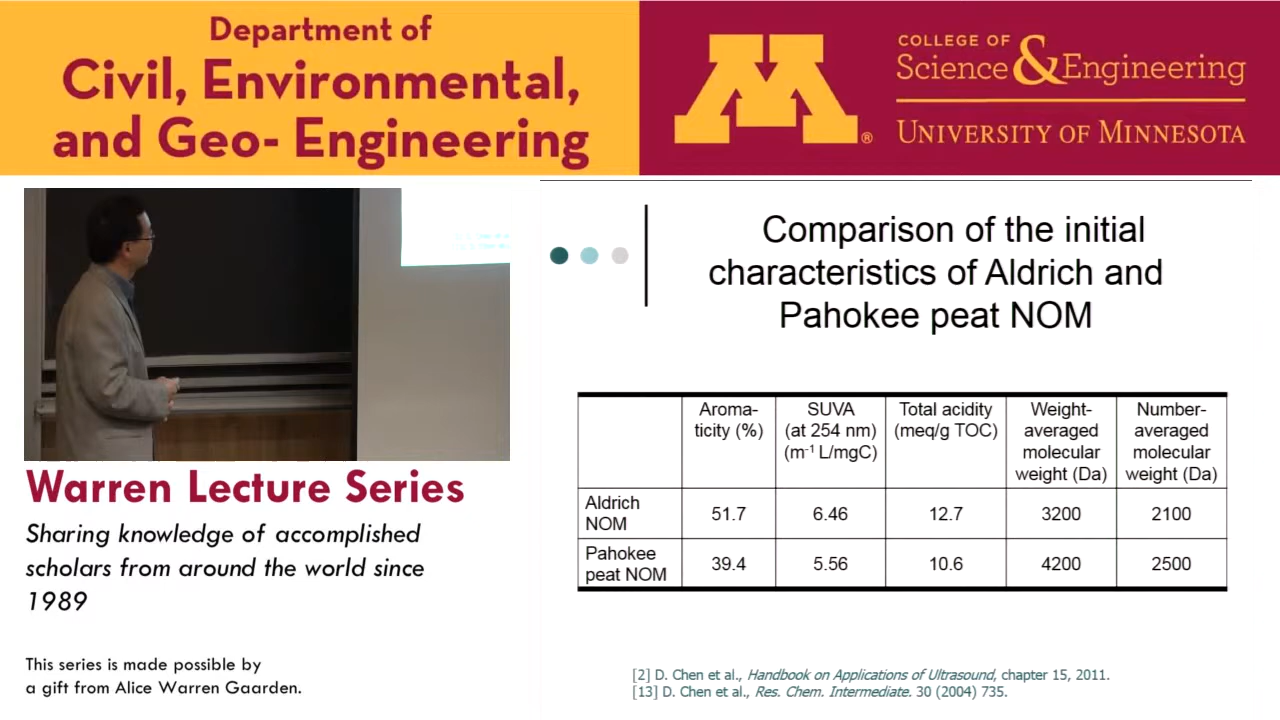 Department of
Civil, Environmental,
and Geo- Engineering
M®
COLLEGE OF
Science & Engineering
UNIVERSITY OF MINNESOTA
Warren Lecture Series
Sharing knowledge of accomplished
scholars from around the world since
1989
This series is made possible by
a gift from Alice Warren Gaarden.
Comparison of the initial
characteristics of Aldrich and
Pahokee peat NOM
Aroma-
ticity (%)
SUVA
(at 254 nm)
(m⁻¹ L/mgC)
Total acidity
(meq/g TOC)
Weight-
averaged
molecular
weight (Da)
Number-
averaged
molecular
weight (Da)
Aldrich
NOM
51.7
6.46
12.7
3200
2100
Pahokee
peat NOM
39.4
5.56
10.6
4200
2500
[2] D. Chen et al., Handbook on Applications of Ultrasound, chapter 15, 2011.
[13] D. Chen et al., Res. Chem. Intermediate. 30 (2004) 735.